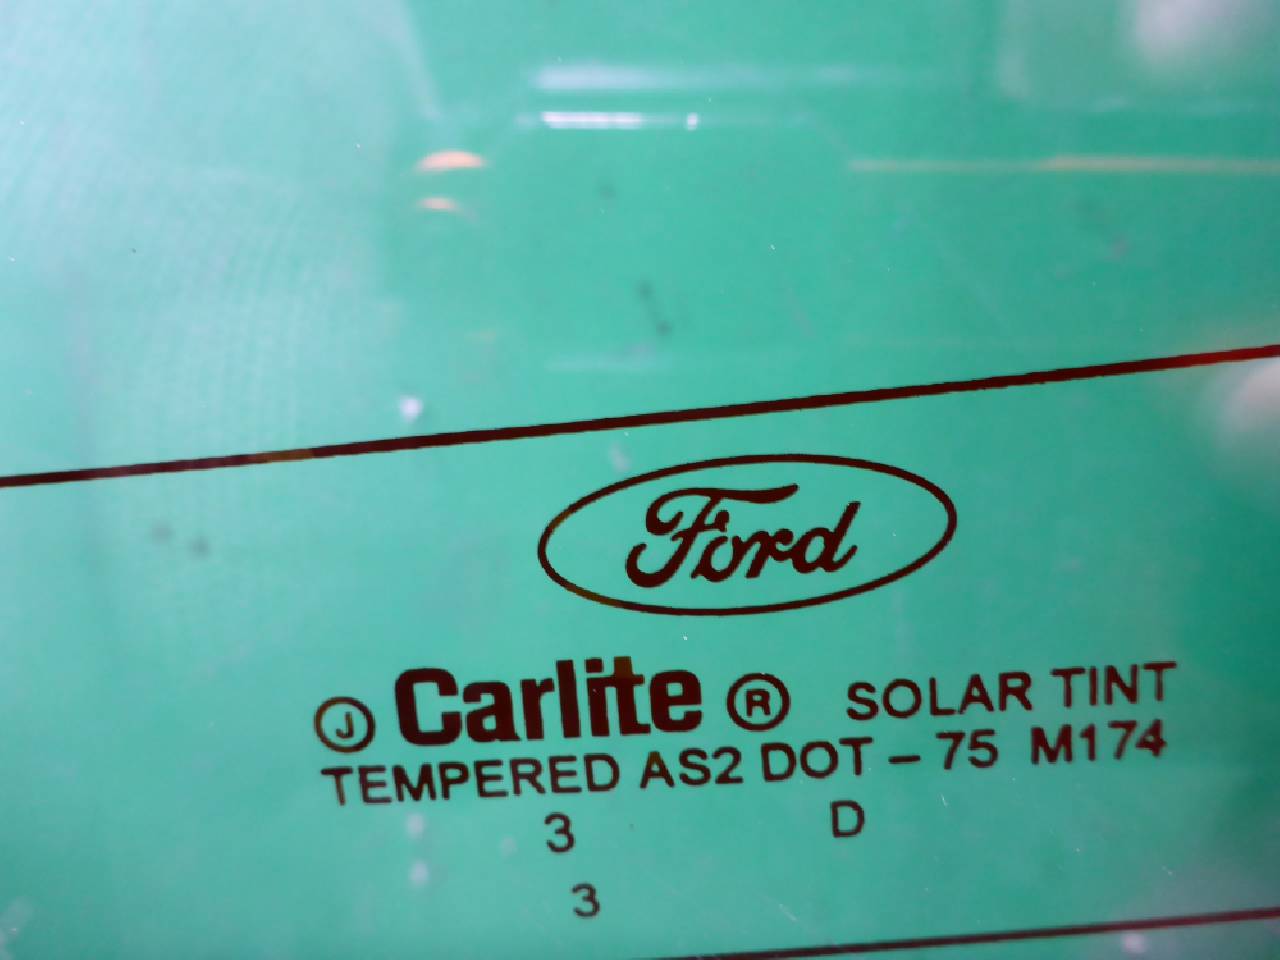 Ford
J Carlite ® SOLAR TINT
TEMPERED AS2 DOT – 75 M174
3 D
3